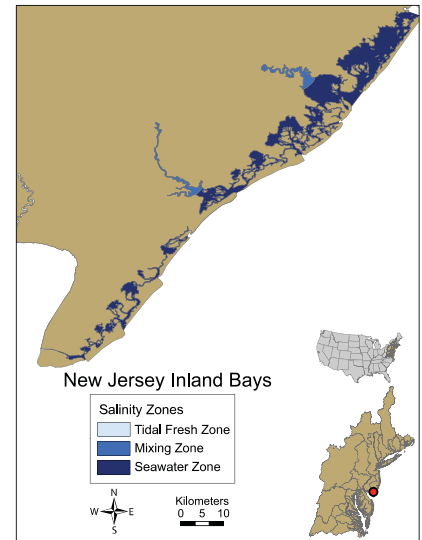 New Jersey Inland Bays
Salinity Zones
Tidal Fresh Zone
Mixing Zone
Seawater Zone
N
W E
S
Kilometers
0 5 10